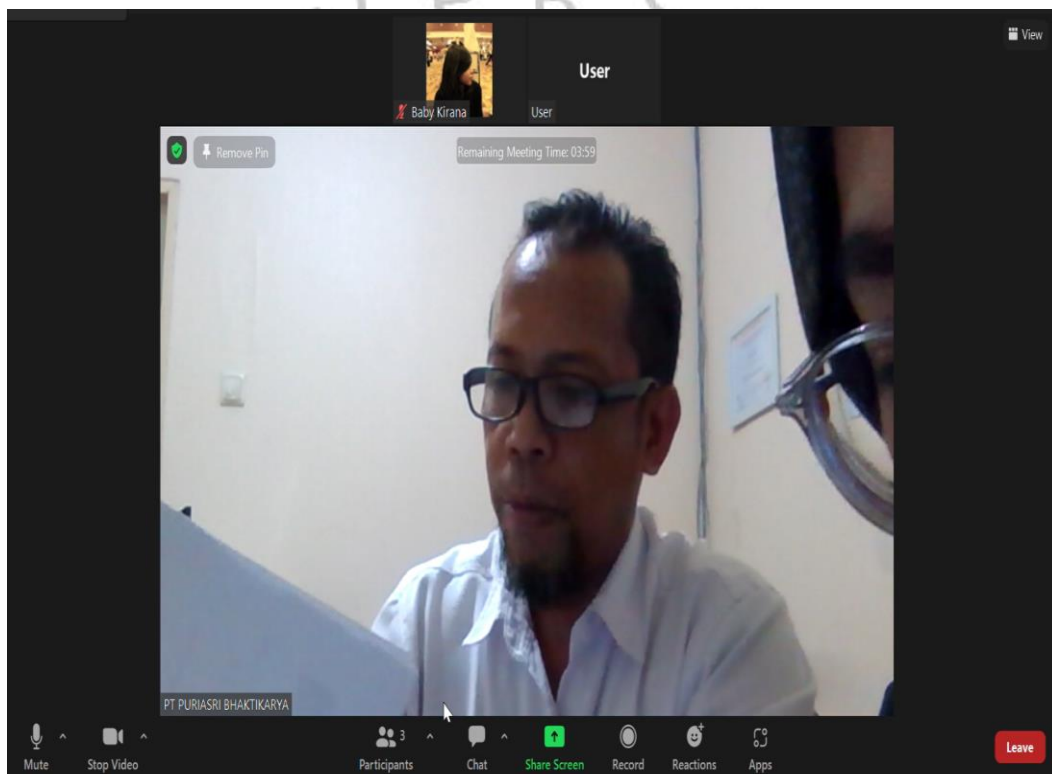 View
User
Baby Kirana
User
Remove Pin
Remaining Meeting Time: 03:59
PT PURIASRI BHAKTIKARYA
3
Mute
Stop Video
Participants
Chat
Share Screen
Record
Reactions
Apps
Leave